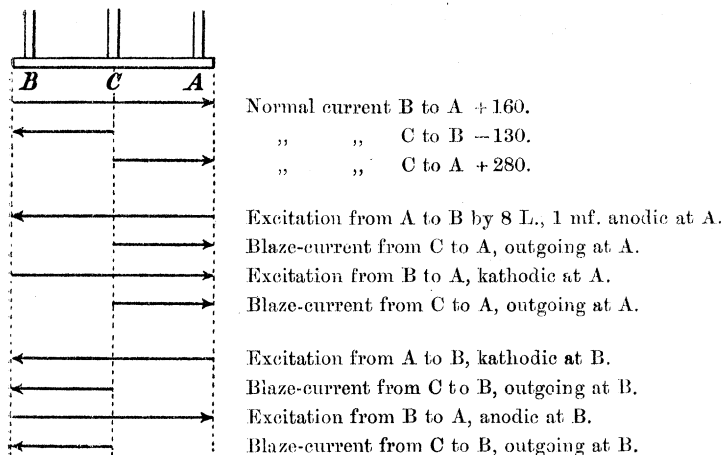 B C A
Normal current B to A +160.
„ „ C to B −130.
„ „ C to A +280.
Excitation from A to B by 8 L., 1 mf. anodic at A.
Blaze-current from C to A, outgoing at A.
Excitation from B to A, kathodic at A.
Blaze-current from C to A, outgoing at A.
Excitation from A to B, kathodic at B.
Blaze-current from C to B, outgoing at B.
Excitation from B to A, anodic at B.
Blaze-current from C to B, outgoing at B.